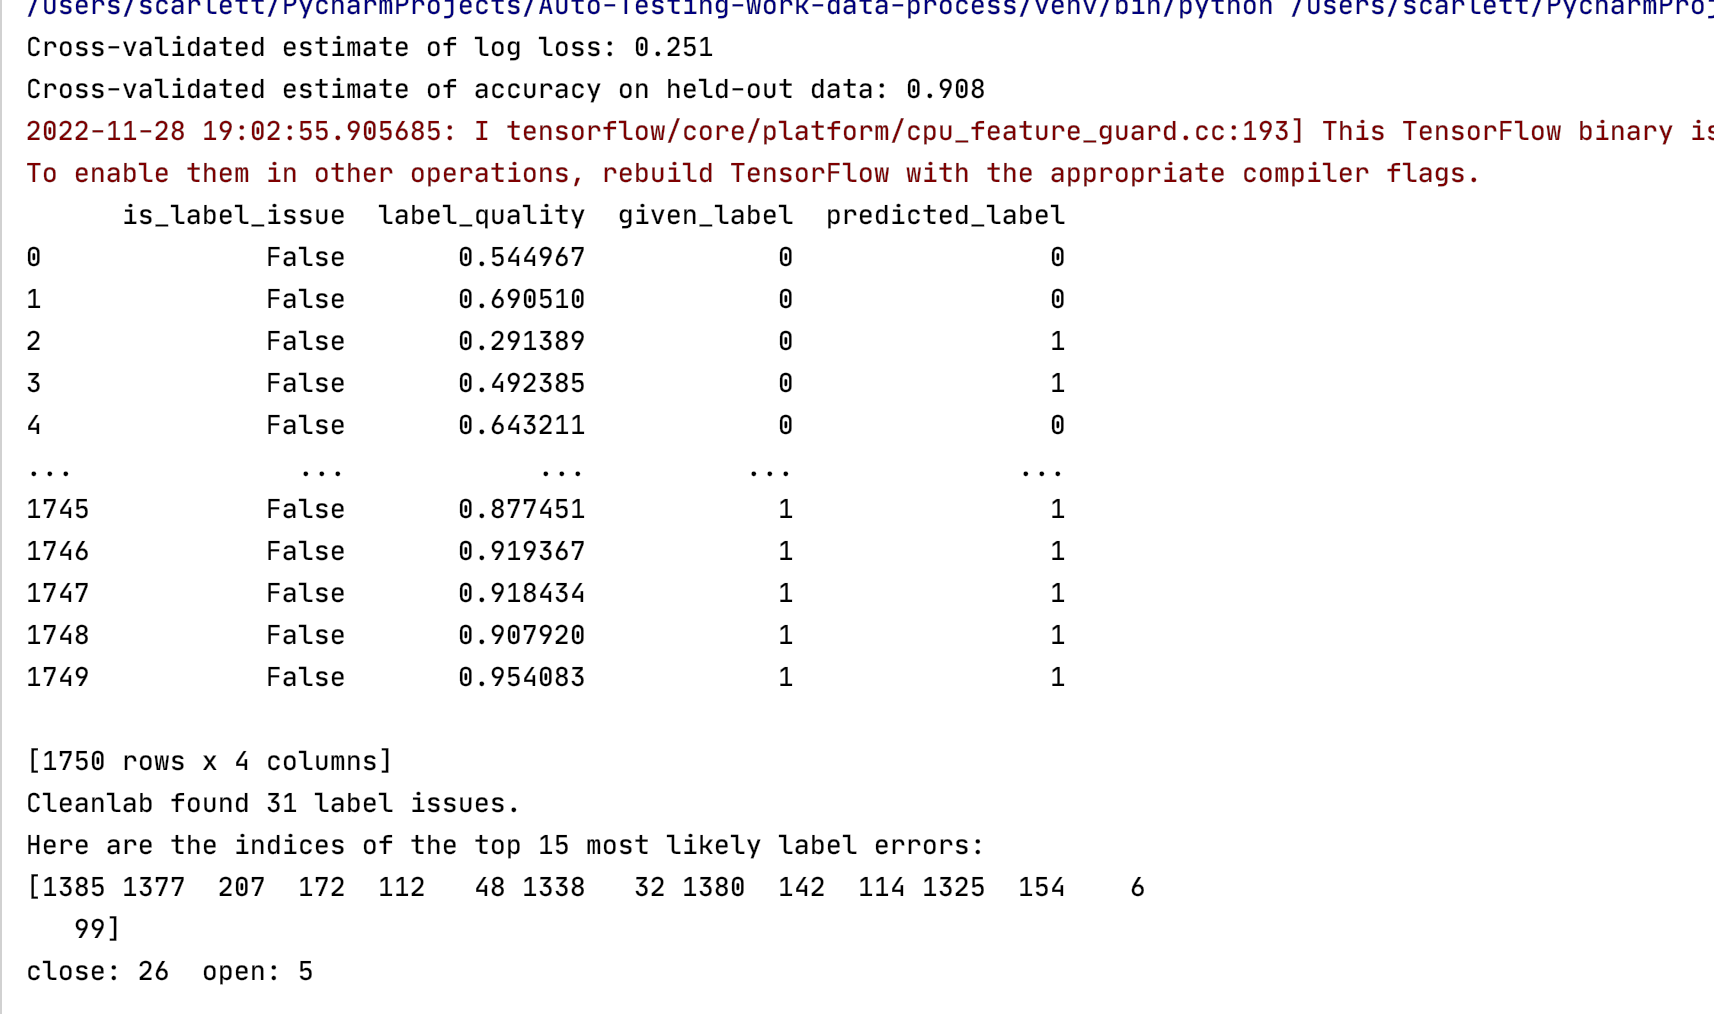 /Users/scarlett/PycharmProjects/Auto-Testing-Work-data-process/venv/bin/python /Users/scarlett/PycharmProj
Cross-validated estimate of log loss: 0.251
Cross-validated estimate of accuracy on held-out data: 0.908
2022-11-28 19:02:55.905685: I tensorflow/core/platform/cpu_feature_guard.cc:193] This TensorFlow binary is
To enable them in other operations, rebuild TensorFlow with the appropriate compiler flags.
      is_label_issue  label_quality  given_label  predicted_label
0              False       0.544967            0                0
1              False       0.690510            0                0
2              False       0.291389            0                1
3              False       0.492385            0                1
4              False       0.643211            0                0
...              ...            ...          ...              ...
1745           False       0.877451            1                1
1746           False       0.919367            1                1
1747           False       0.918434            1                1
1748           False       0.907920            1                1
1749           False       0.954083            1                1
[1750 rows x 4 columns]
Cleanlab found 31 label issues.
Here are the indices of the top 15 most likely label errors:
[1385 1377  207  172  112   48 1338   32 1380  142  114 1325  154    6
   99]
close: 26  open: 5